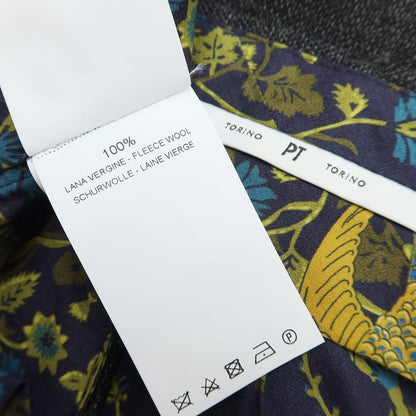 100%
LANA VERGINE - FLEECE WOOL
SCHURWOLLE - LAINE VIERGE
TORINO
PT
TORINO
P